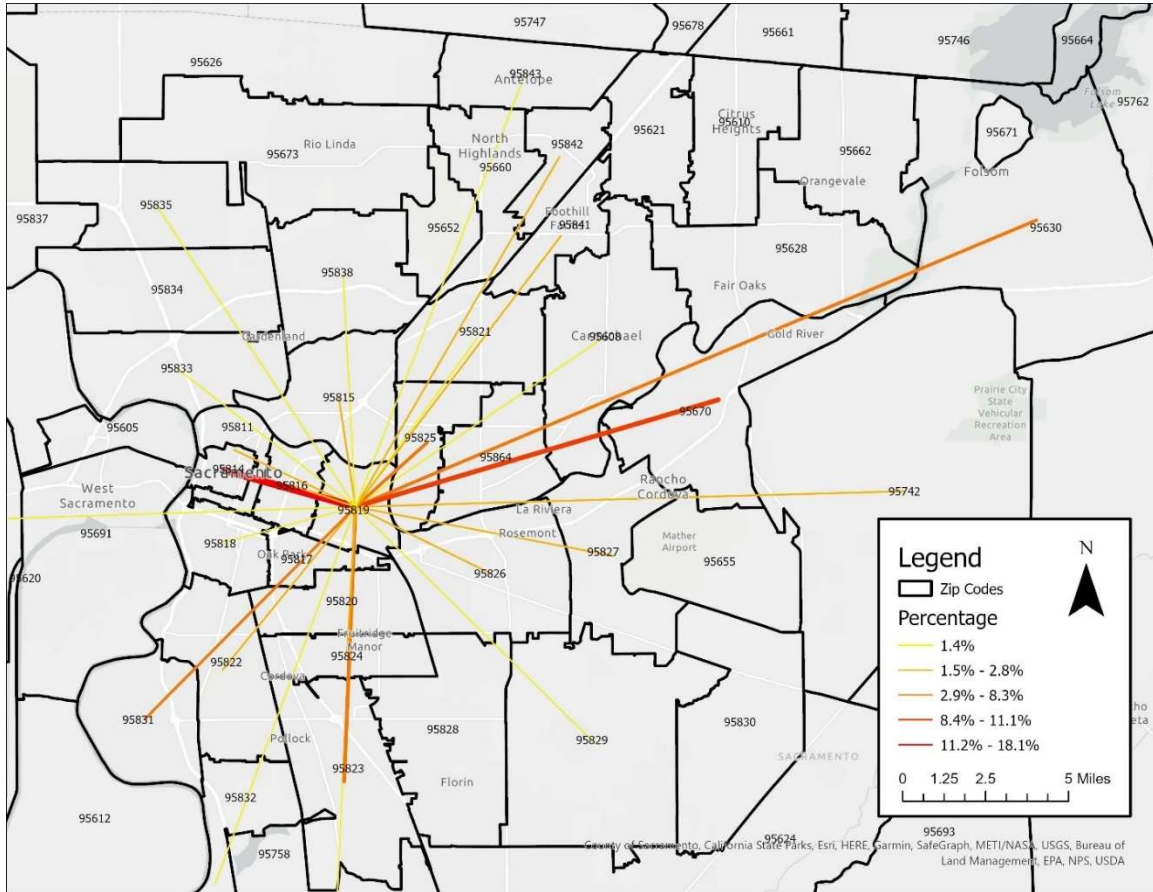 95747
95678
95661
95746
95664
95626
95843
Antelope
Folsom
Lake
95762
Citrus
95610
Heights
95621
95671
Rio Linda
95673
North
Highlands
95660
95842
95662
Orangevale
Folsom
95837
95835
95652
Foothill
Farms
95841
95630
95628
95838
95834
Fair Oaks
95821
Carmichael
95608
Gardenland
Gold River
95833
95815
Prairie City
State
Vehicular
Recreation
Area
95605
95811
95825
95670
95864
95814
Sacramento
95816
West
Sacramento
Rancho
Cordova
95742
95819
La Riviera
95691
95818
Oak Park
95817
Rosemont
95827
Mather
Airport
95655
95620
95826
95820
Fruitridge
Manor
95824
95822
Cordova
95831
95828
95829
95830
Pollock
95823
Florin
SACRAMENTO
95832
95612
95758
95624
95693
Legend
N
Zip Codes
Percentage
1.4%
1.5% - 2.8%
2.9% - 8.3%
8.4% - 11.1%
11.2% - 18.1%
0 1.25 2.5 5 Miles
County of Sacramento, California State Parks, Esri, HERE, Garmin, SafeGraph, METI/NASA, USGS, Bureau of
Land Management, EPA, NPS, USDA